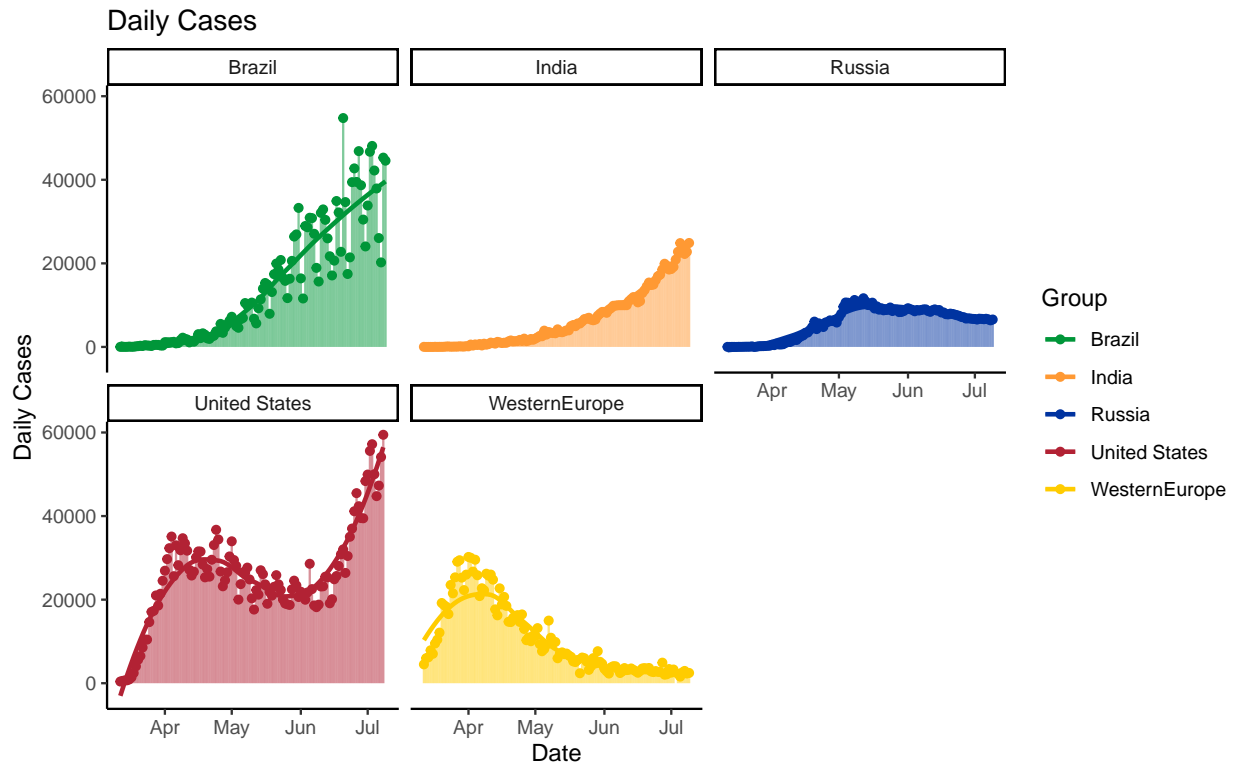 Daily Cases
Brazil
India
Russia
60000
40000
20000
0
Apr
May
Jun
Jul
United States
WesternEurope
60000
40000
20000
0
Apr
May
Jun
Jul
Apr
May
Jun
Jul
Daily Cases
Date
Group
Brazil
India
Russia
United States
WesternEurope